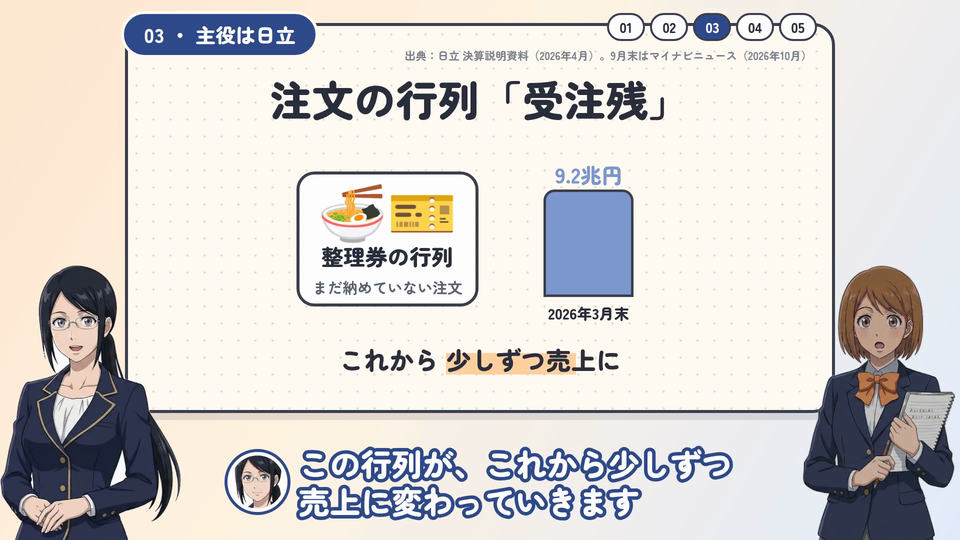 03 ・ 主役は日立
01 02 03 04 05
出典：日立 決算説明資料（2026年4月）。9月末はマイナビニュース（2026年10月）
注文の行列「受注残」
9.2兆円
整理券の行列
まだ納めていない注文
2026年3月末
これから 少しずつ売上に
この行列が、これから少しずつ
売上に変わっていきます